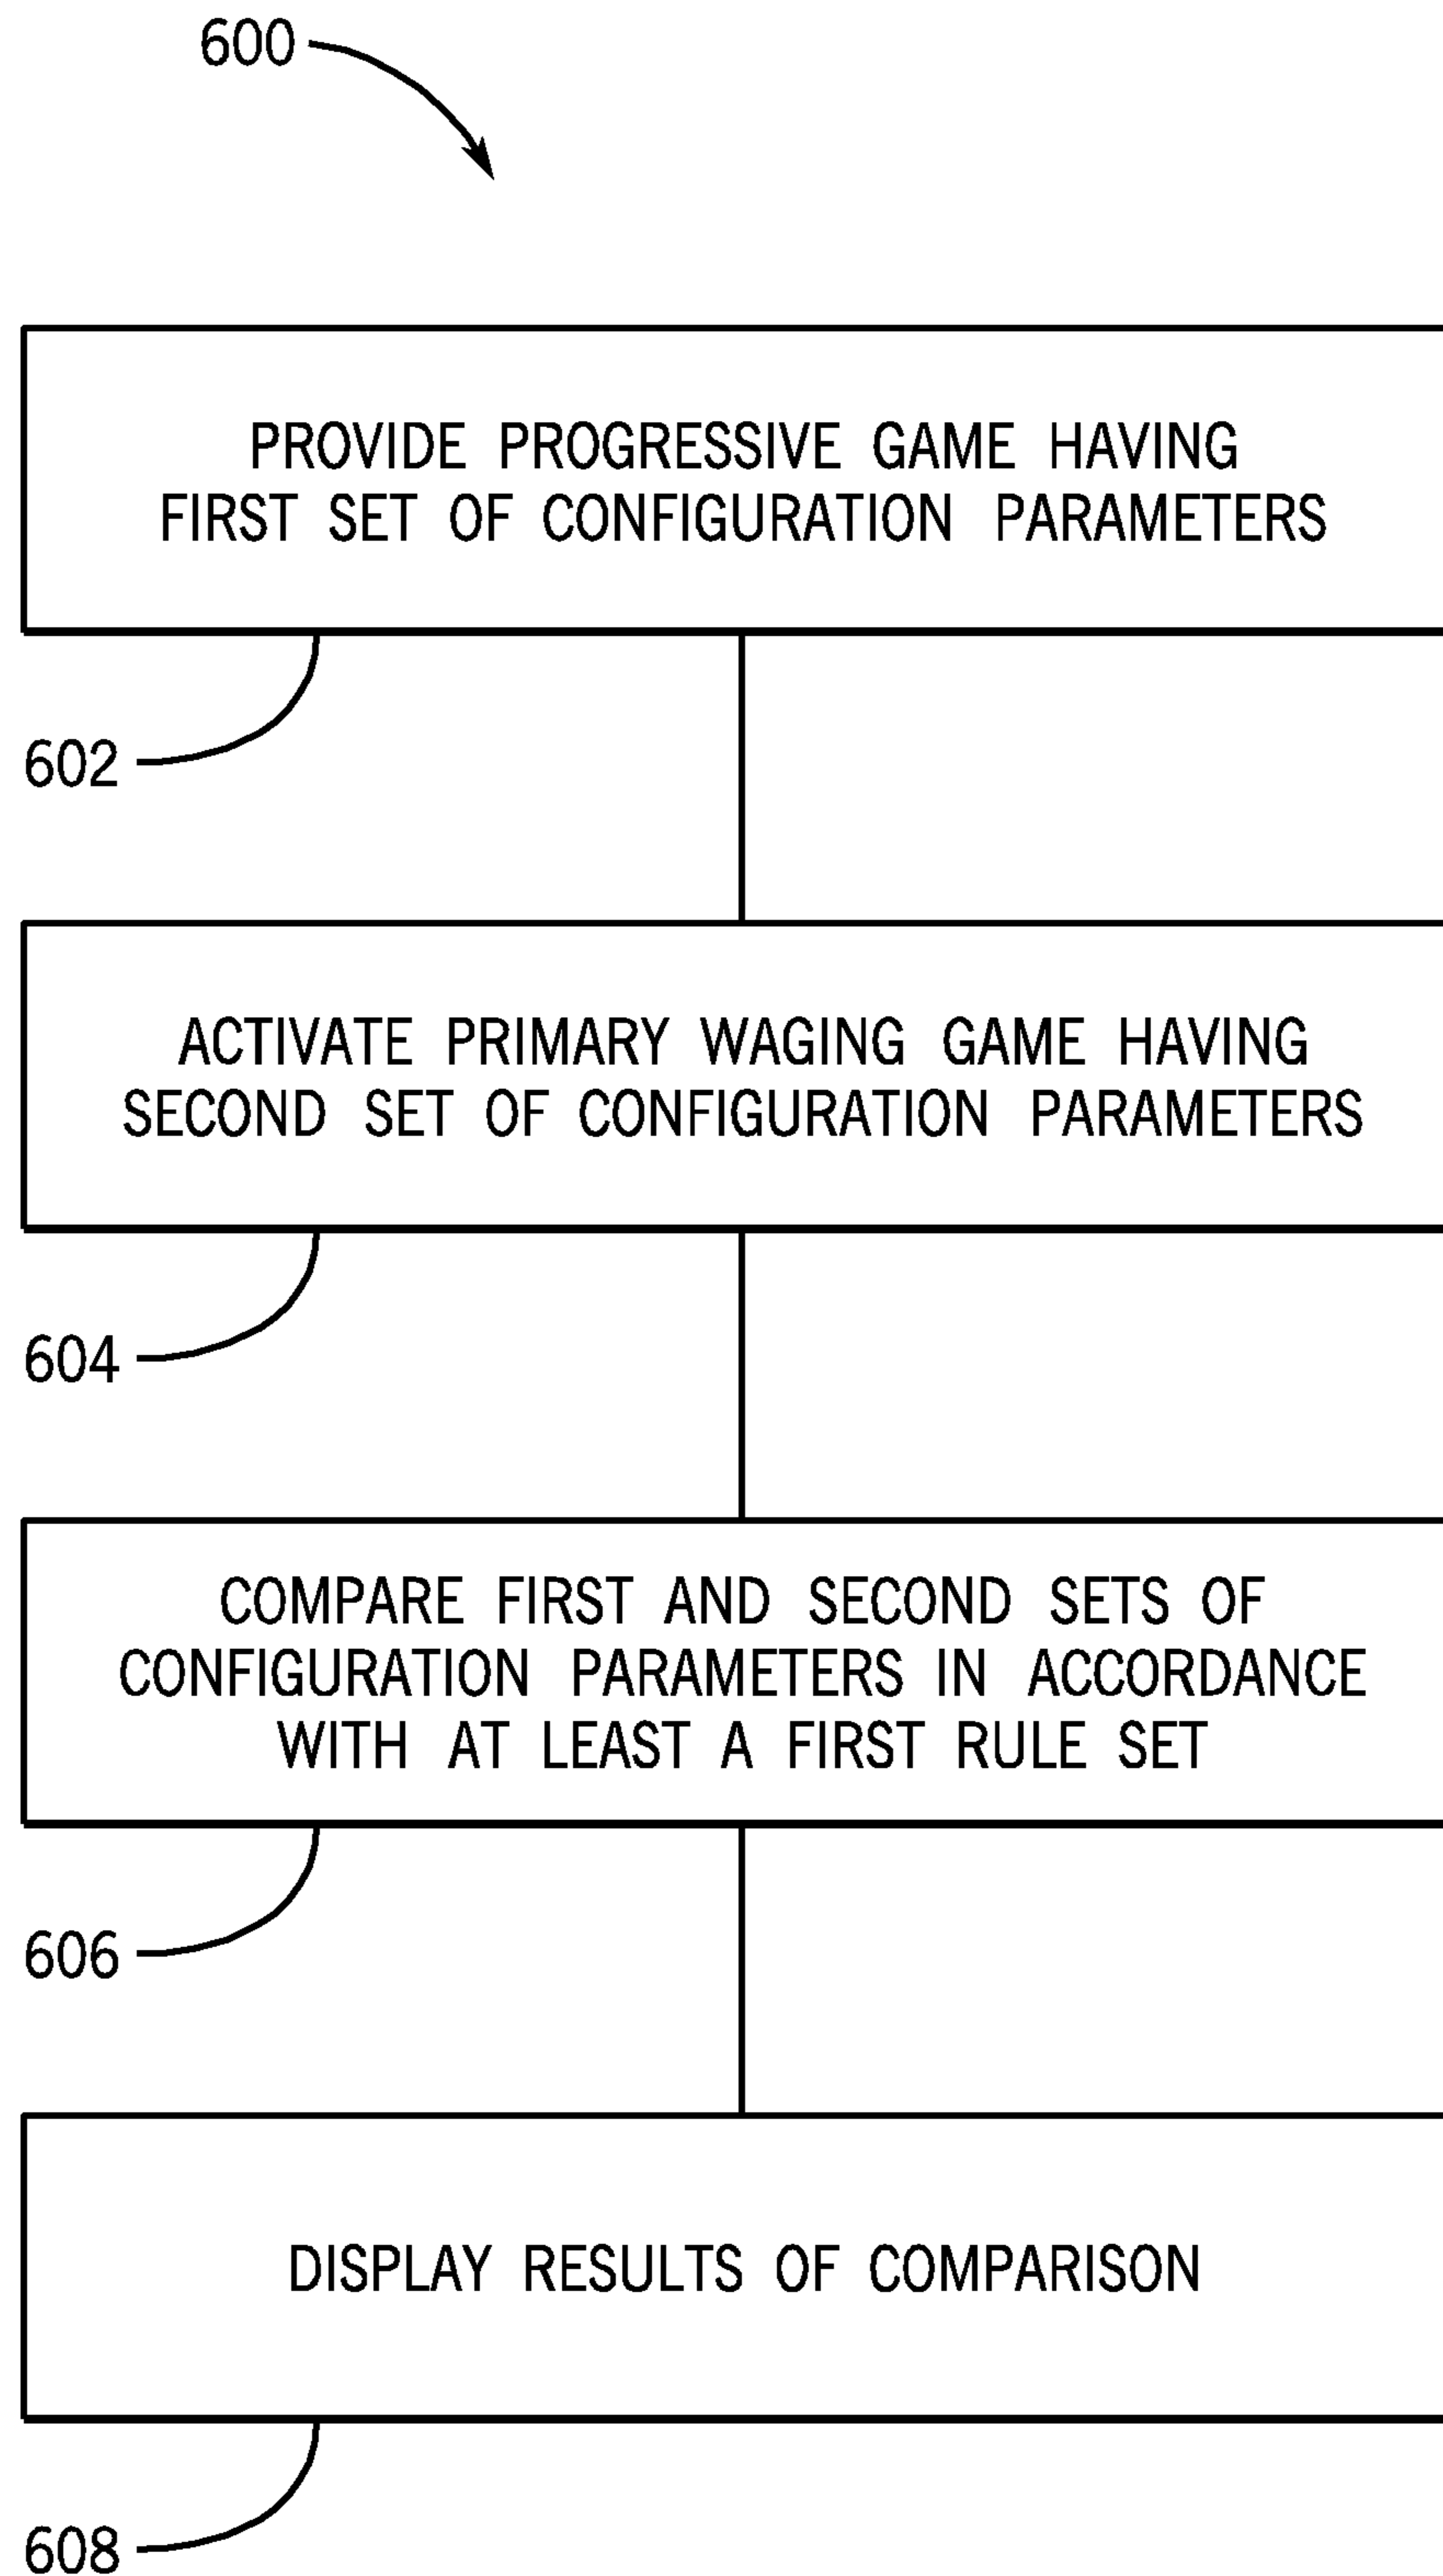 600
PROVIDE PROGRESSIVE GAME HAVING
FIRST SET OF CONFIGURATION PARAMETERS
602
ACTIVATE PRIMARY WAGING GAME HAVING
SECOND SET OF CONFIGURATION PARAMETERS
604
COMPARE FIRST AND SECOND SETS OF
CONFIGURATION PARAMETERS IN ACCORDANCE
WITH AT LEAST A FIRST RULE SET
606
DISPLAY RESULTS OF COMPARISON
608